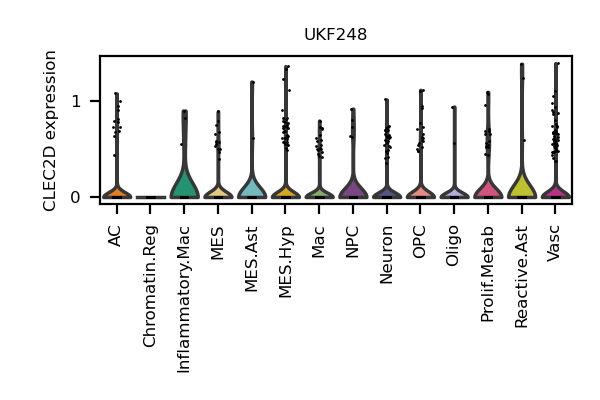 UKF248
CLEC2D expression
1
0
AC
Chromatin.Reg
Inflammatory.Mac
MES
MES.Ast
MES.Hyp
Mac
NPC
Neuron
OPC
Oligo
Prolif.Metab
Reactive.Ast
Vasc